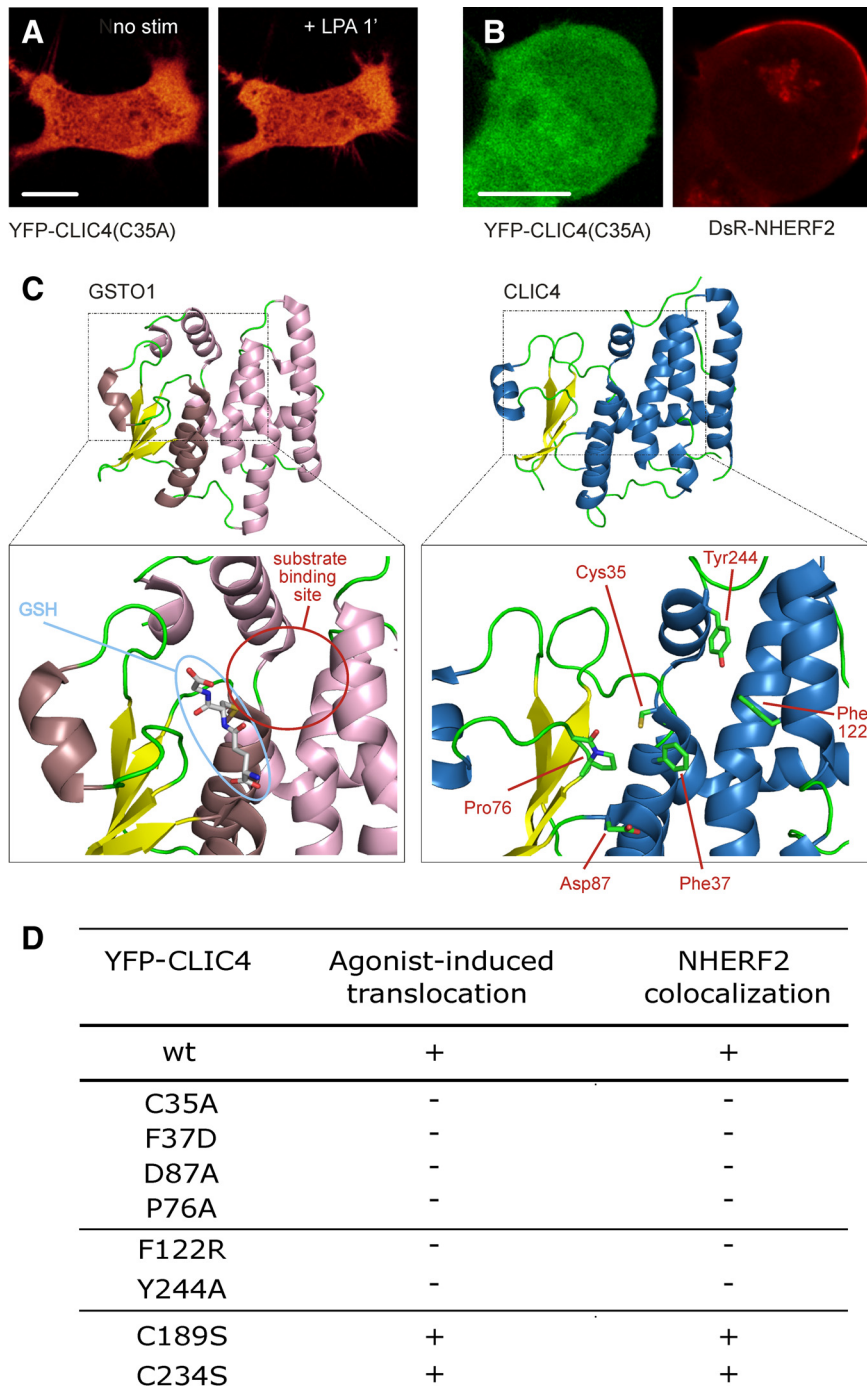 A
Nno stim
+ LPA 1'
YFP-CLIC4(C35A)
B
YFP-CLIC4(C35A)
DsR-NHERF2
C
GSTO1
CLIC4
GSH
substrate
binding
site
Cys35
Tyr244
Phe
122
Pro76
Asp87
Phe37
D
YFP-CLIC4
Agonist-induced
translocation
NHERF2
colocalization
wt + +
C35A - -
F37D - -
D87A - -
P76A - -
F122R - -
Y244A - -
C189S + +
C234S + +